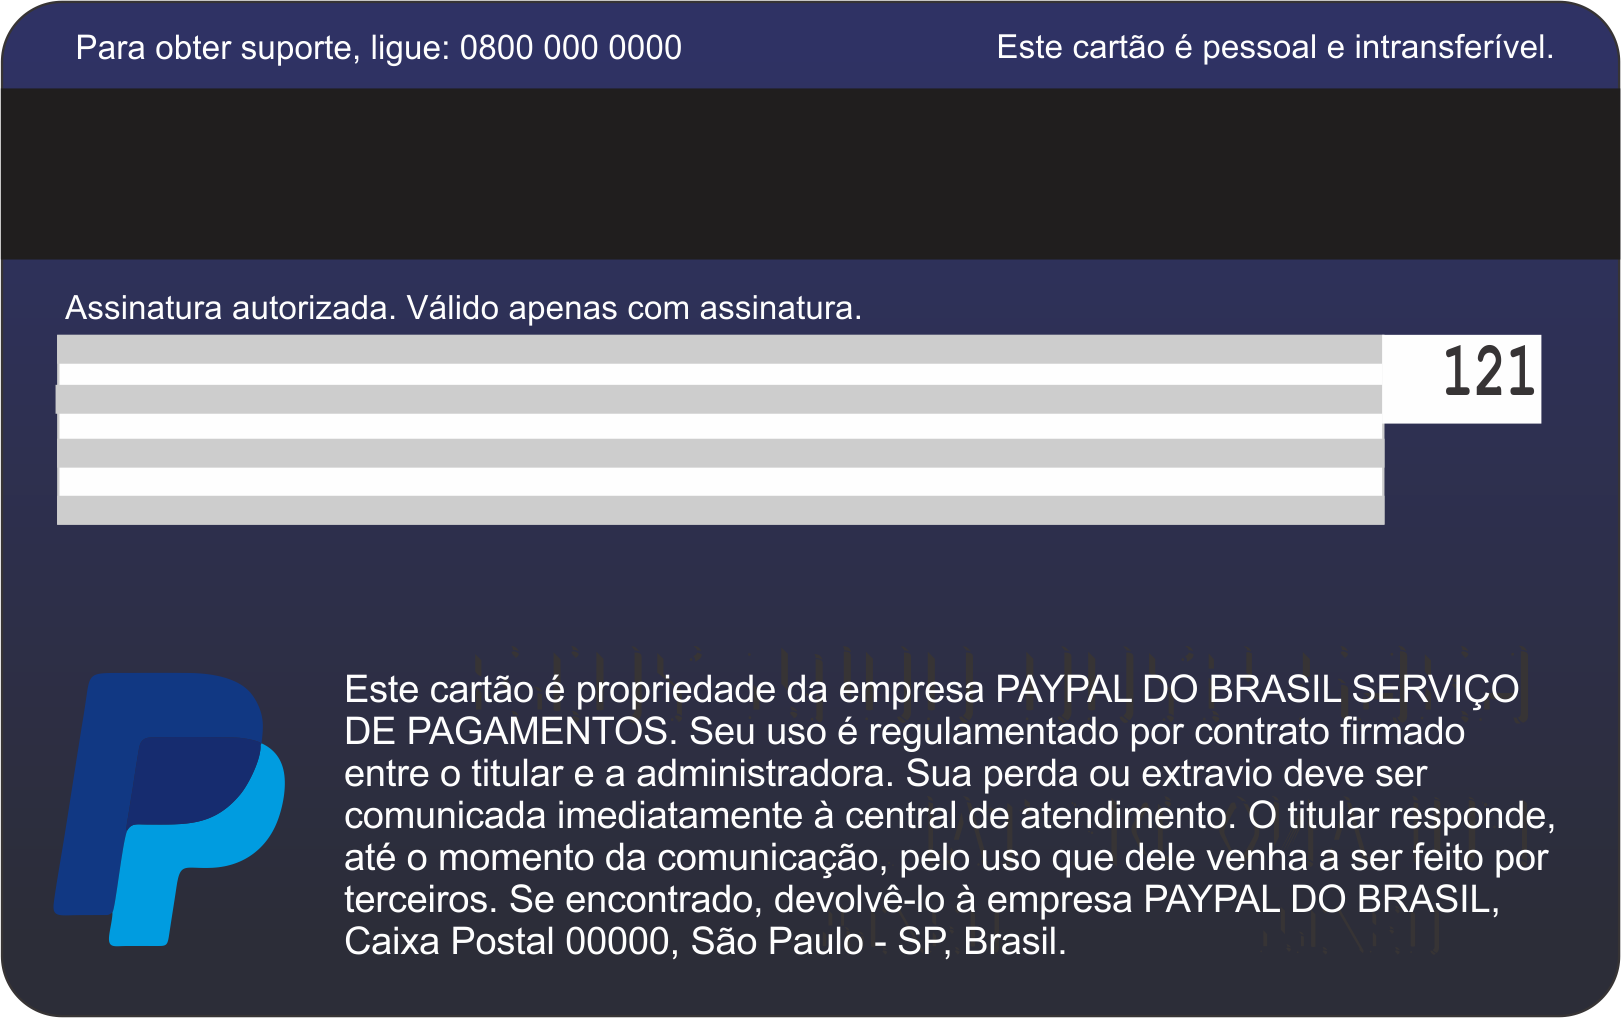 Para obter suporte, ligue: 0800 000 0000
Este cartão é pessoal e intransferível.
Assinatura autorizada. Válido apenas com assinatura.
121
Este cartão é propriedade da empresa PAYPAL DO BRASIL SERVIÇO
DE PAGAMENTOS. Seu uso é regulamentado por contrato firmado
entre o titular e a administradora. Sua perda ou extravio deve ser
comunicada imediatamente à central de atendimento. O titular responde,
até o momento da comunicação, pelo uso que dele venha a ser feito por
terceiros. Se encontrado, devolvê-lo à empresa PAYPAL DO BRASIL,
Caixa Postal 00000, São Paulo - SP, Brasil.